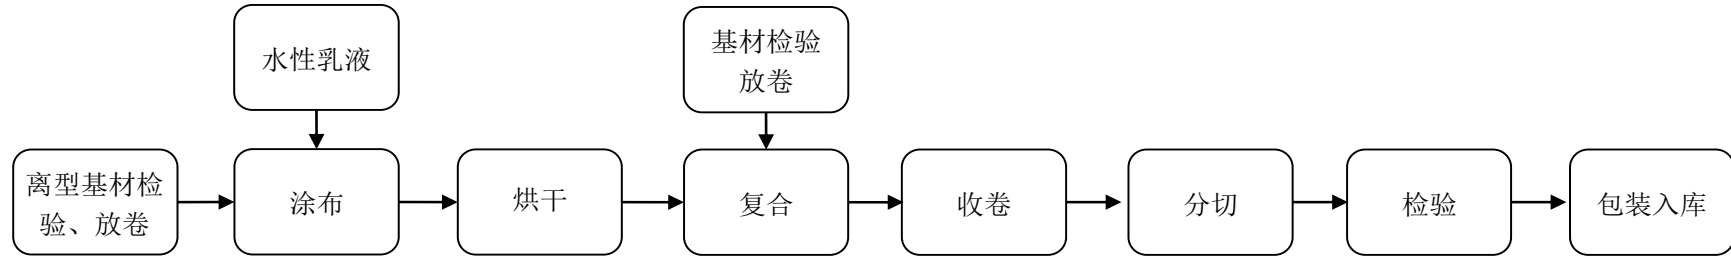 水性乳液
基材检验
放卷
离型基材检
验、放卷
涂布
烘干
复合
收卷
分切
检验
包装入库